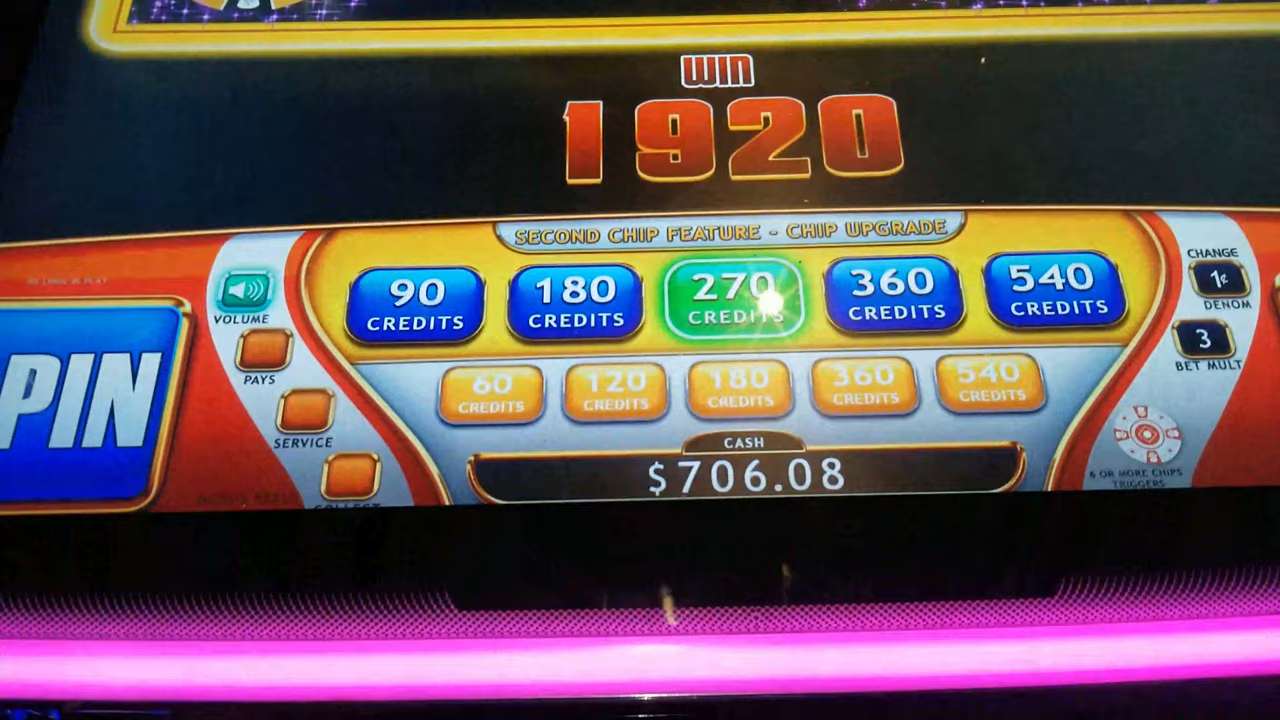 WIN
1920
SECOND CHIP FEATURE - CHIP UPGRADE
90 CREDITS
180 CREDITS
270 CREDITS
360 CREDITS
540 CREDITS
60 CREDITS
120 CREDITS
180 CREDITS
360 CREDITS
540 CREDITS
CASH
$706.08
PIN
VOLUME
PAYS
SERVICE
COLLECT
CHANGE
1¢
DENOM
3
BET MULT
6 OR MORE CHIPS
TRIGGERS